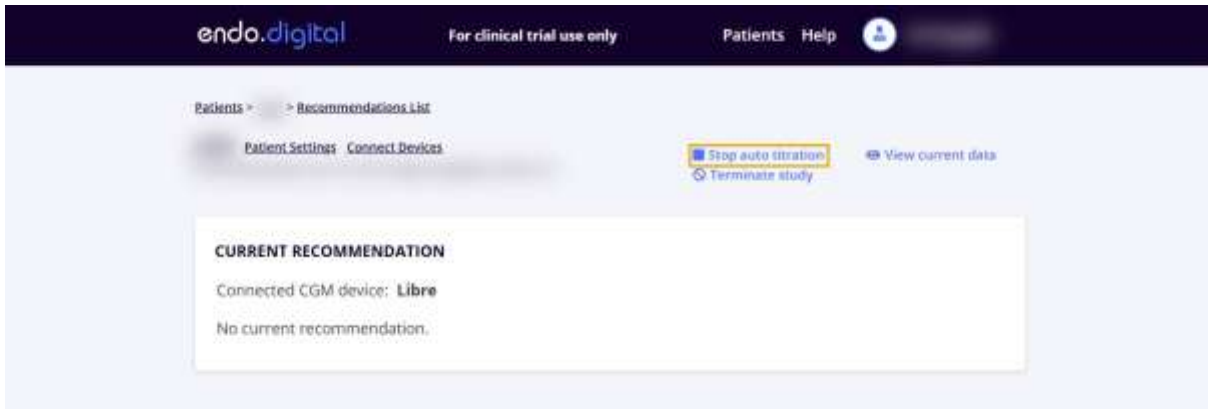 endo.digital For clinical trial use only Patients Help
Patients > > Recommendations List
Patient Settings Connect Devices
Stop auto titration View current data
Terminate study
CURRENT RECOMMENDATION
Connected CGM device: Libre
No current recommendation.